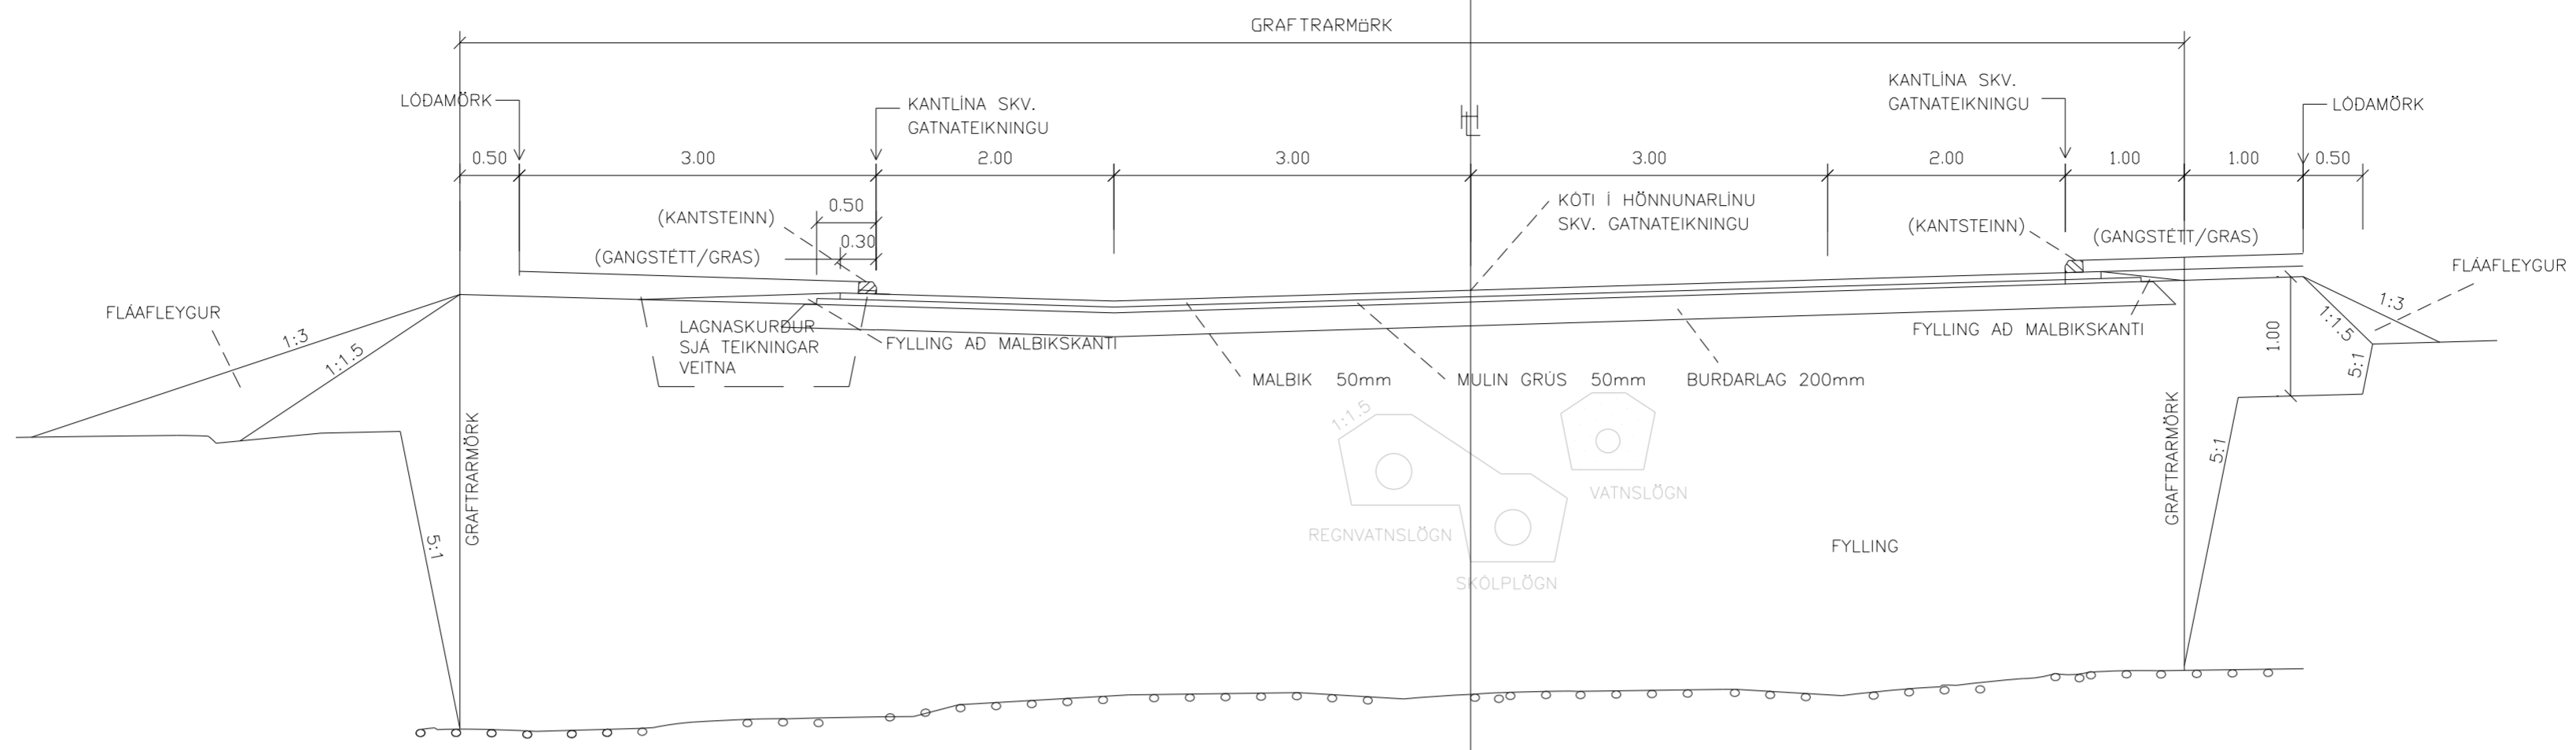 GRAFTRARMÖRK
KANTLÍNA SKV.
GATNATEIKNINGU
LÓÐAMÖRK
KANTLÍNA SKV.
GATNATEIKNINGU
LÓÐAMÖRK
0.50
3.00
2.00
3.00
3.00
2.00
1.00
1.00
0.50
0.50
0.30
(KANTSTEINN)
(GANGSTÉTT/GRAS)
KÓTI Í HÖNNUNARLÍNU
SKV. GATNATEIKNINGU
(KANTSTEINN)
(GANGSTÉTT/GRAS)
FLÁAFLEYGUR
FLÁAFLEYGUR
1:3
1:1.5
LAGNASKURÐUR
SJÁ TEIKNINGAR
VEITNA
FYLLING AÐ MALBIKSKANTI
FYLLING AÐ MALBIKSKANTI
1.00
1:3
1:1.5
5:1
MALBIK 50mm
MULIN GRÚS 50mm
BURÐARLAG 200mm
GRAFTRARMÖRK
5:1
1:1.5
REGNVATNSLÖGN
SKÓLPLÖGN
VATNSLÖGN
FYLLING
GRAFTRARMÖRK
5:1